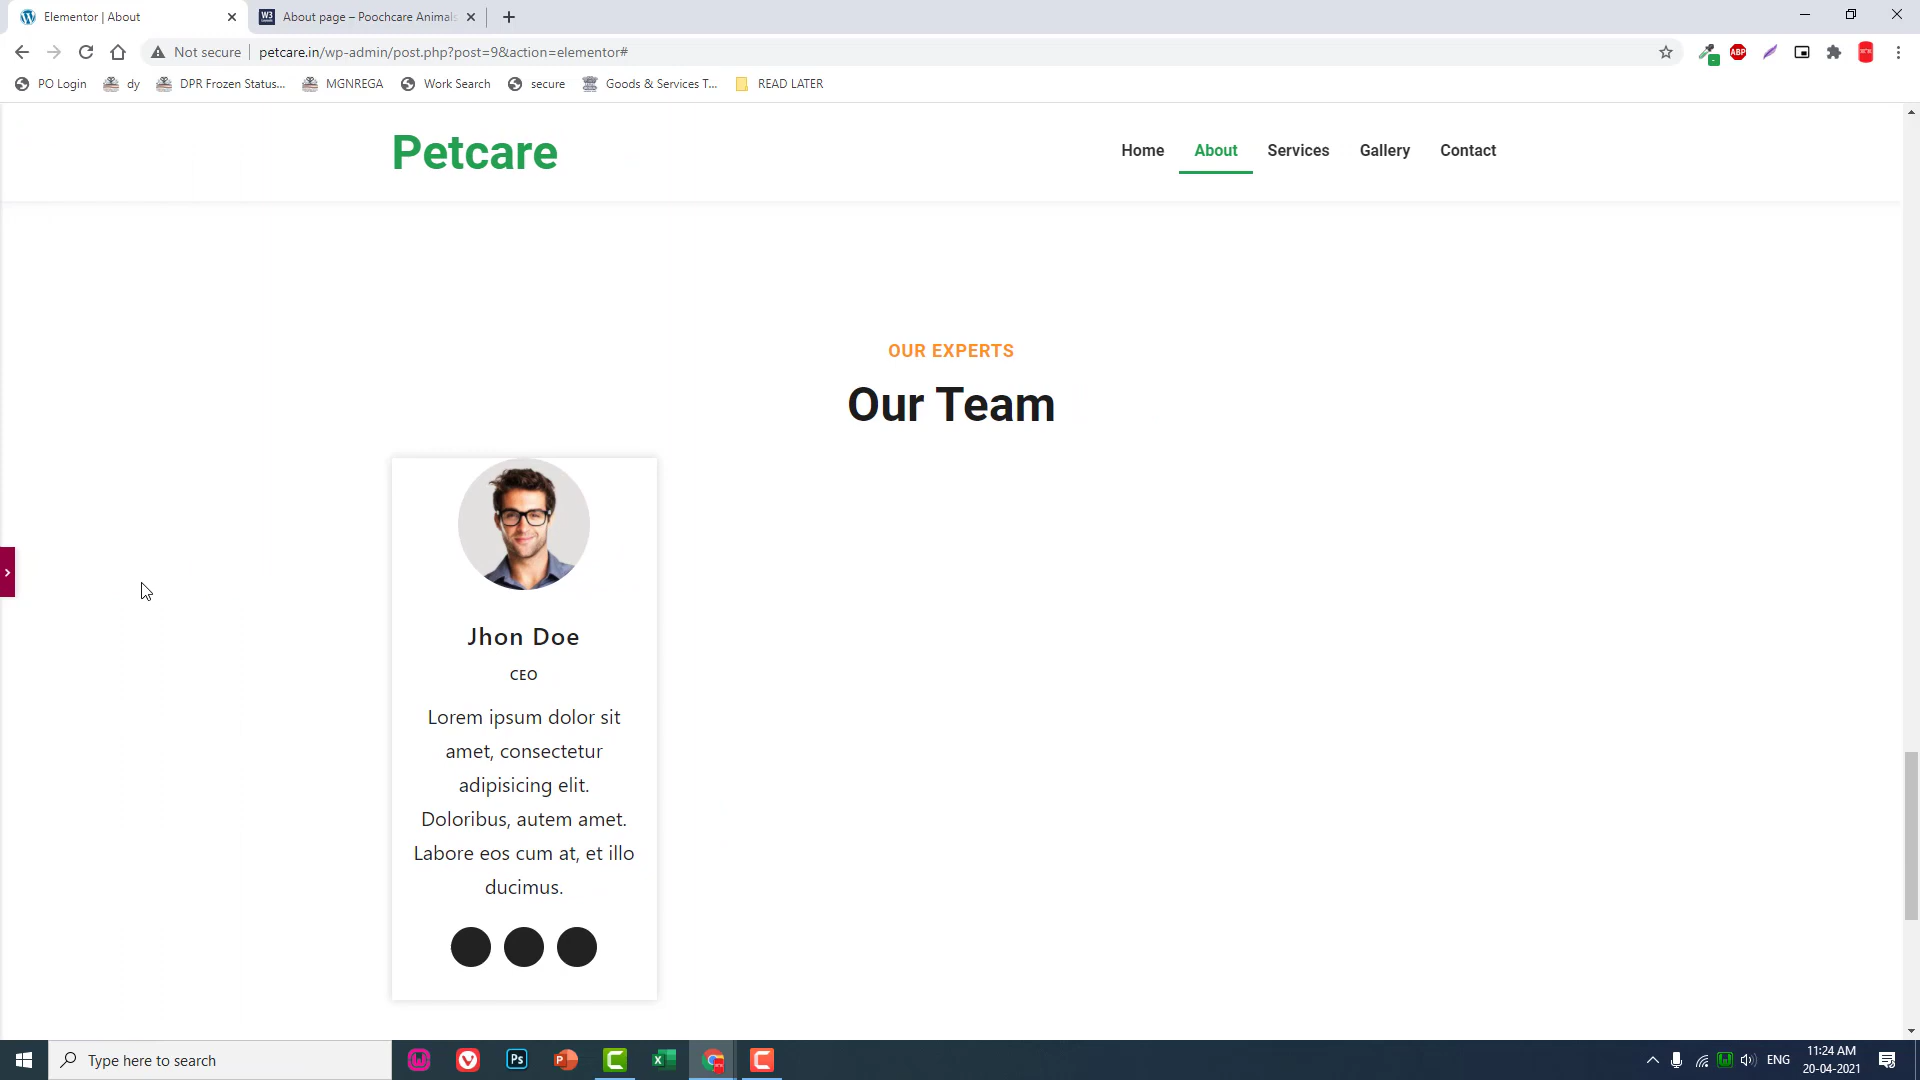 Elementor | About
About page – Poochcare Animals
Not secure
petcare.in/wp-admin/post.php?post=9&action=elementor#
PO Login
dy
DPR Frozen Status...
MGNREGA
Work Search
secure
Goods & Services T...
READ LATER
Petcare
Home
About
Services
Gallery
Contact
OUR EXPERTS
Our Team
Jhon Doe
CEO
Lorem ipsum dolor sit
amet, consectetur
adipisicing elit.
Doloribus, autem amet.
Labore eos cum at, et illo
ducimus.
Type here to search
ENG
11:24 AM
20-04-2021